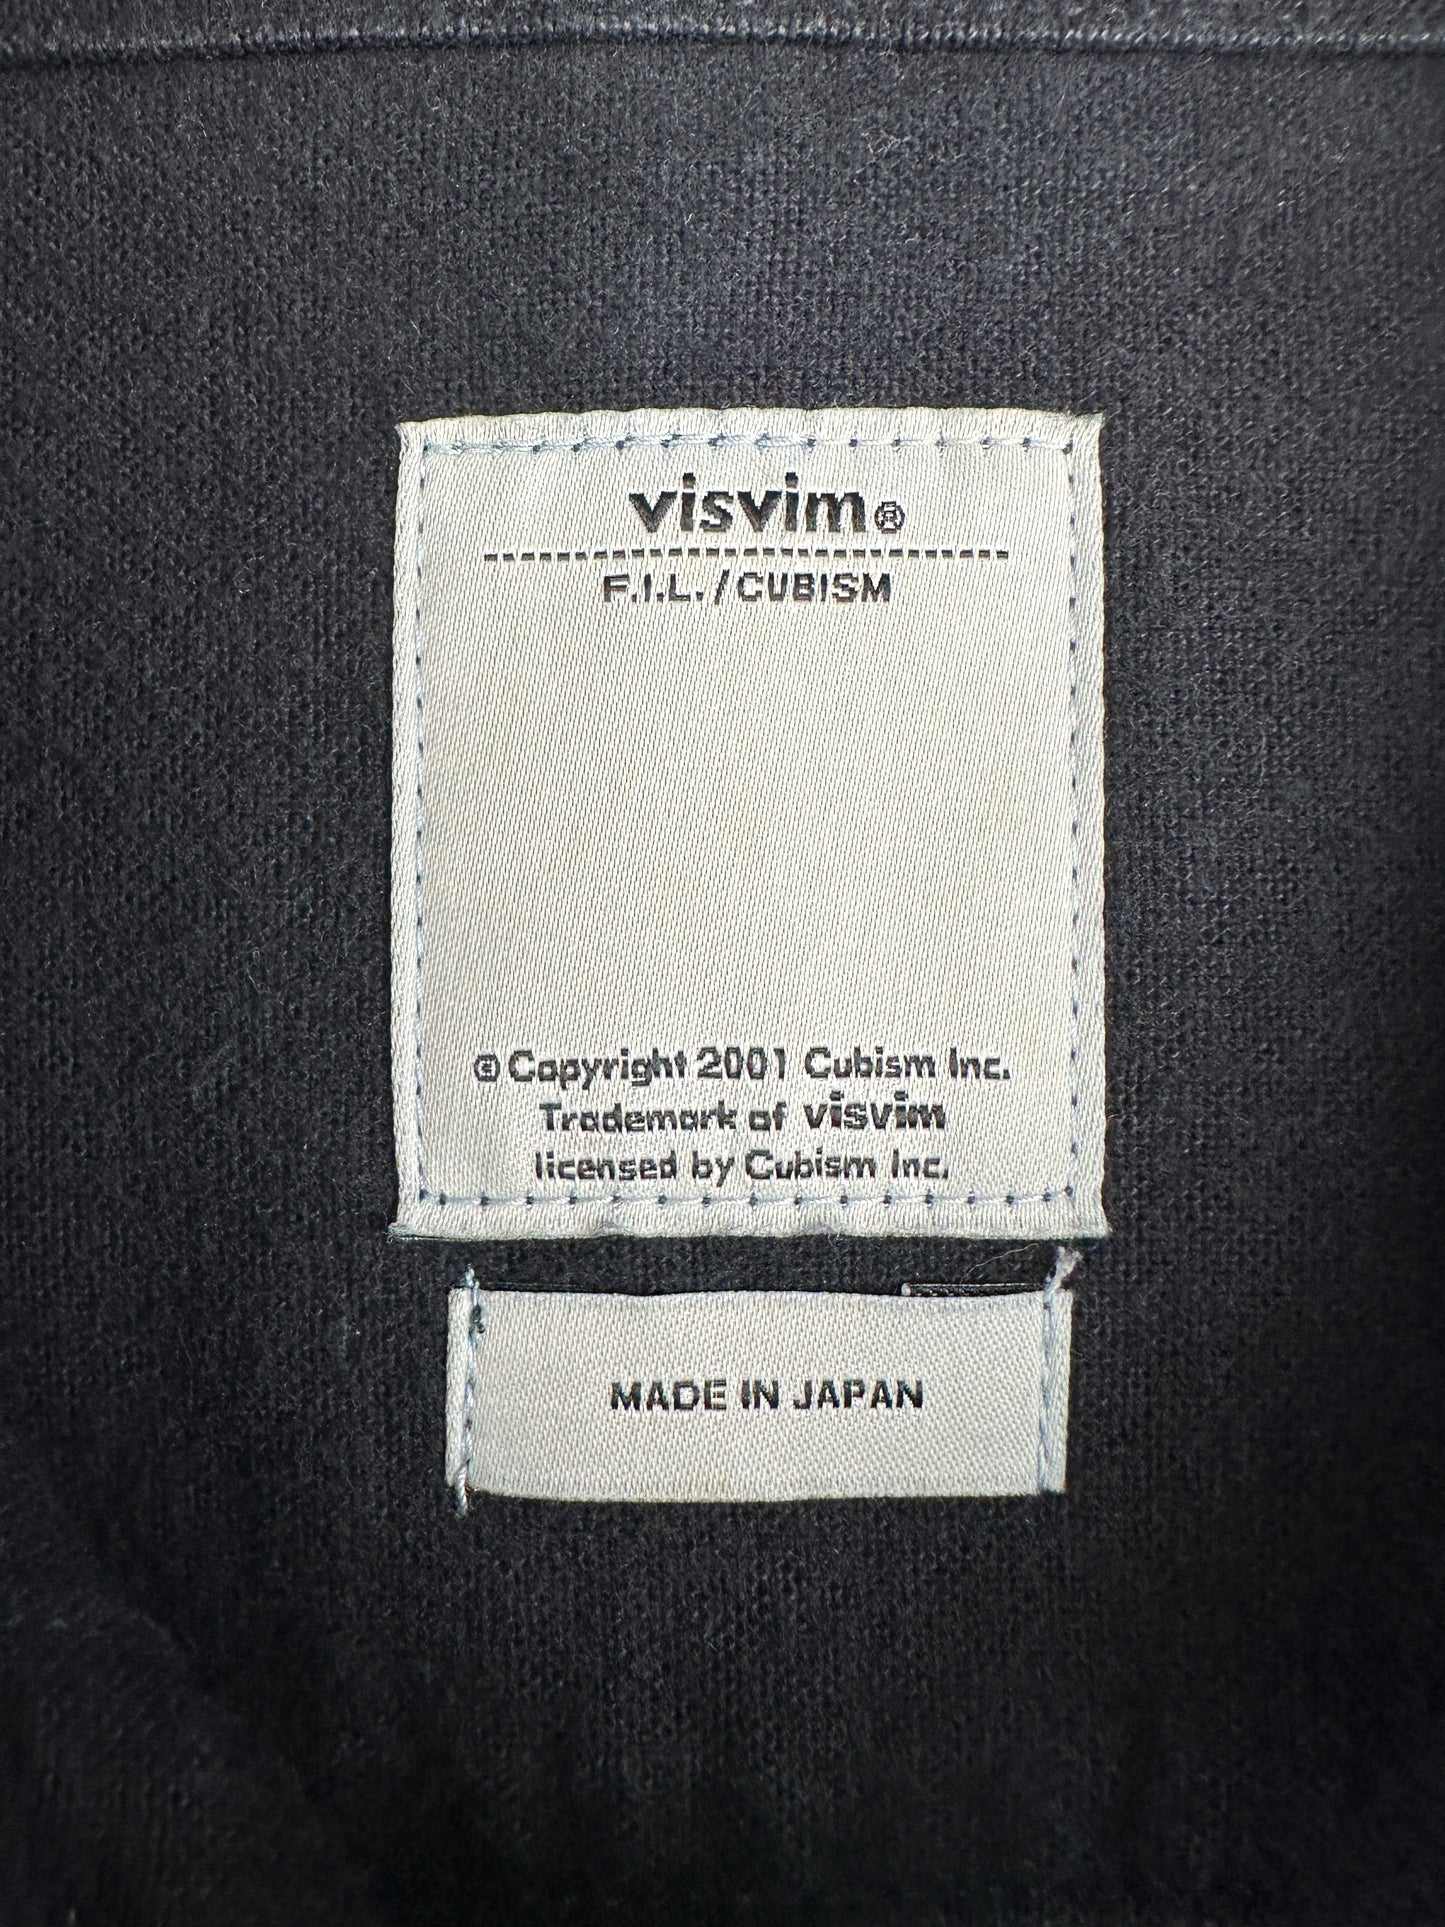 visvim®
F.I.L./CUBISM
© Copyright 2001 Cubism Inc.
Trademark of visvim
licensed by Cubism Inc.
MADE IN JAPAN